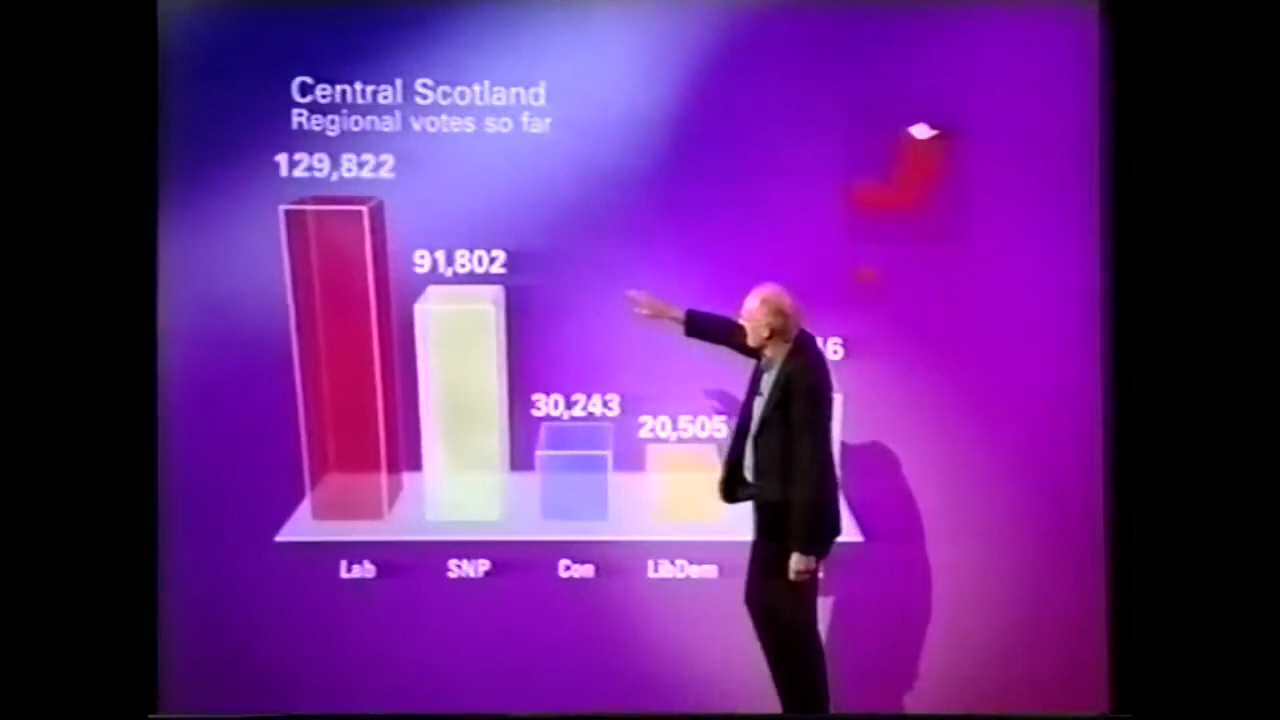 Central Scotland
Regional votes so far
129,822
91,802
30,243
20,505
Lab
SNP
Con
LibDem